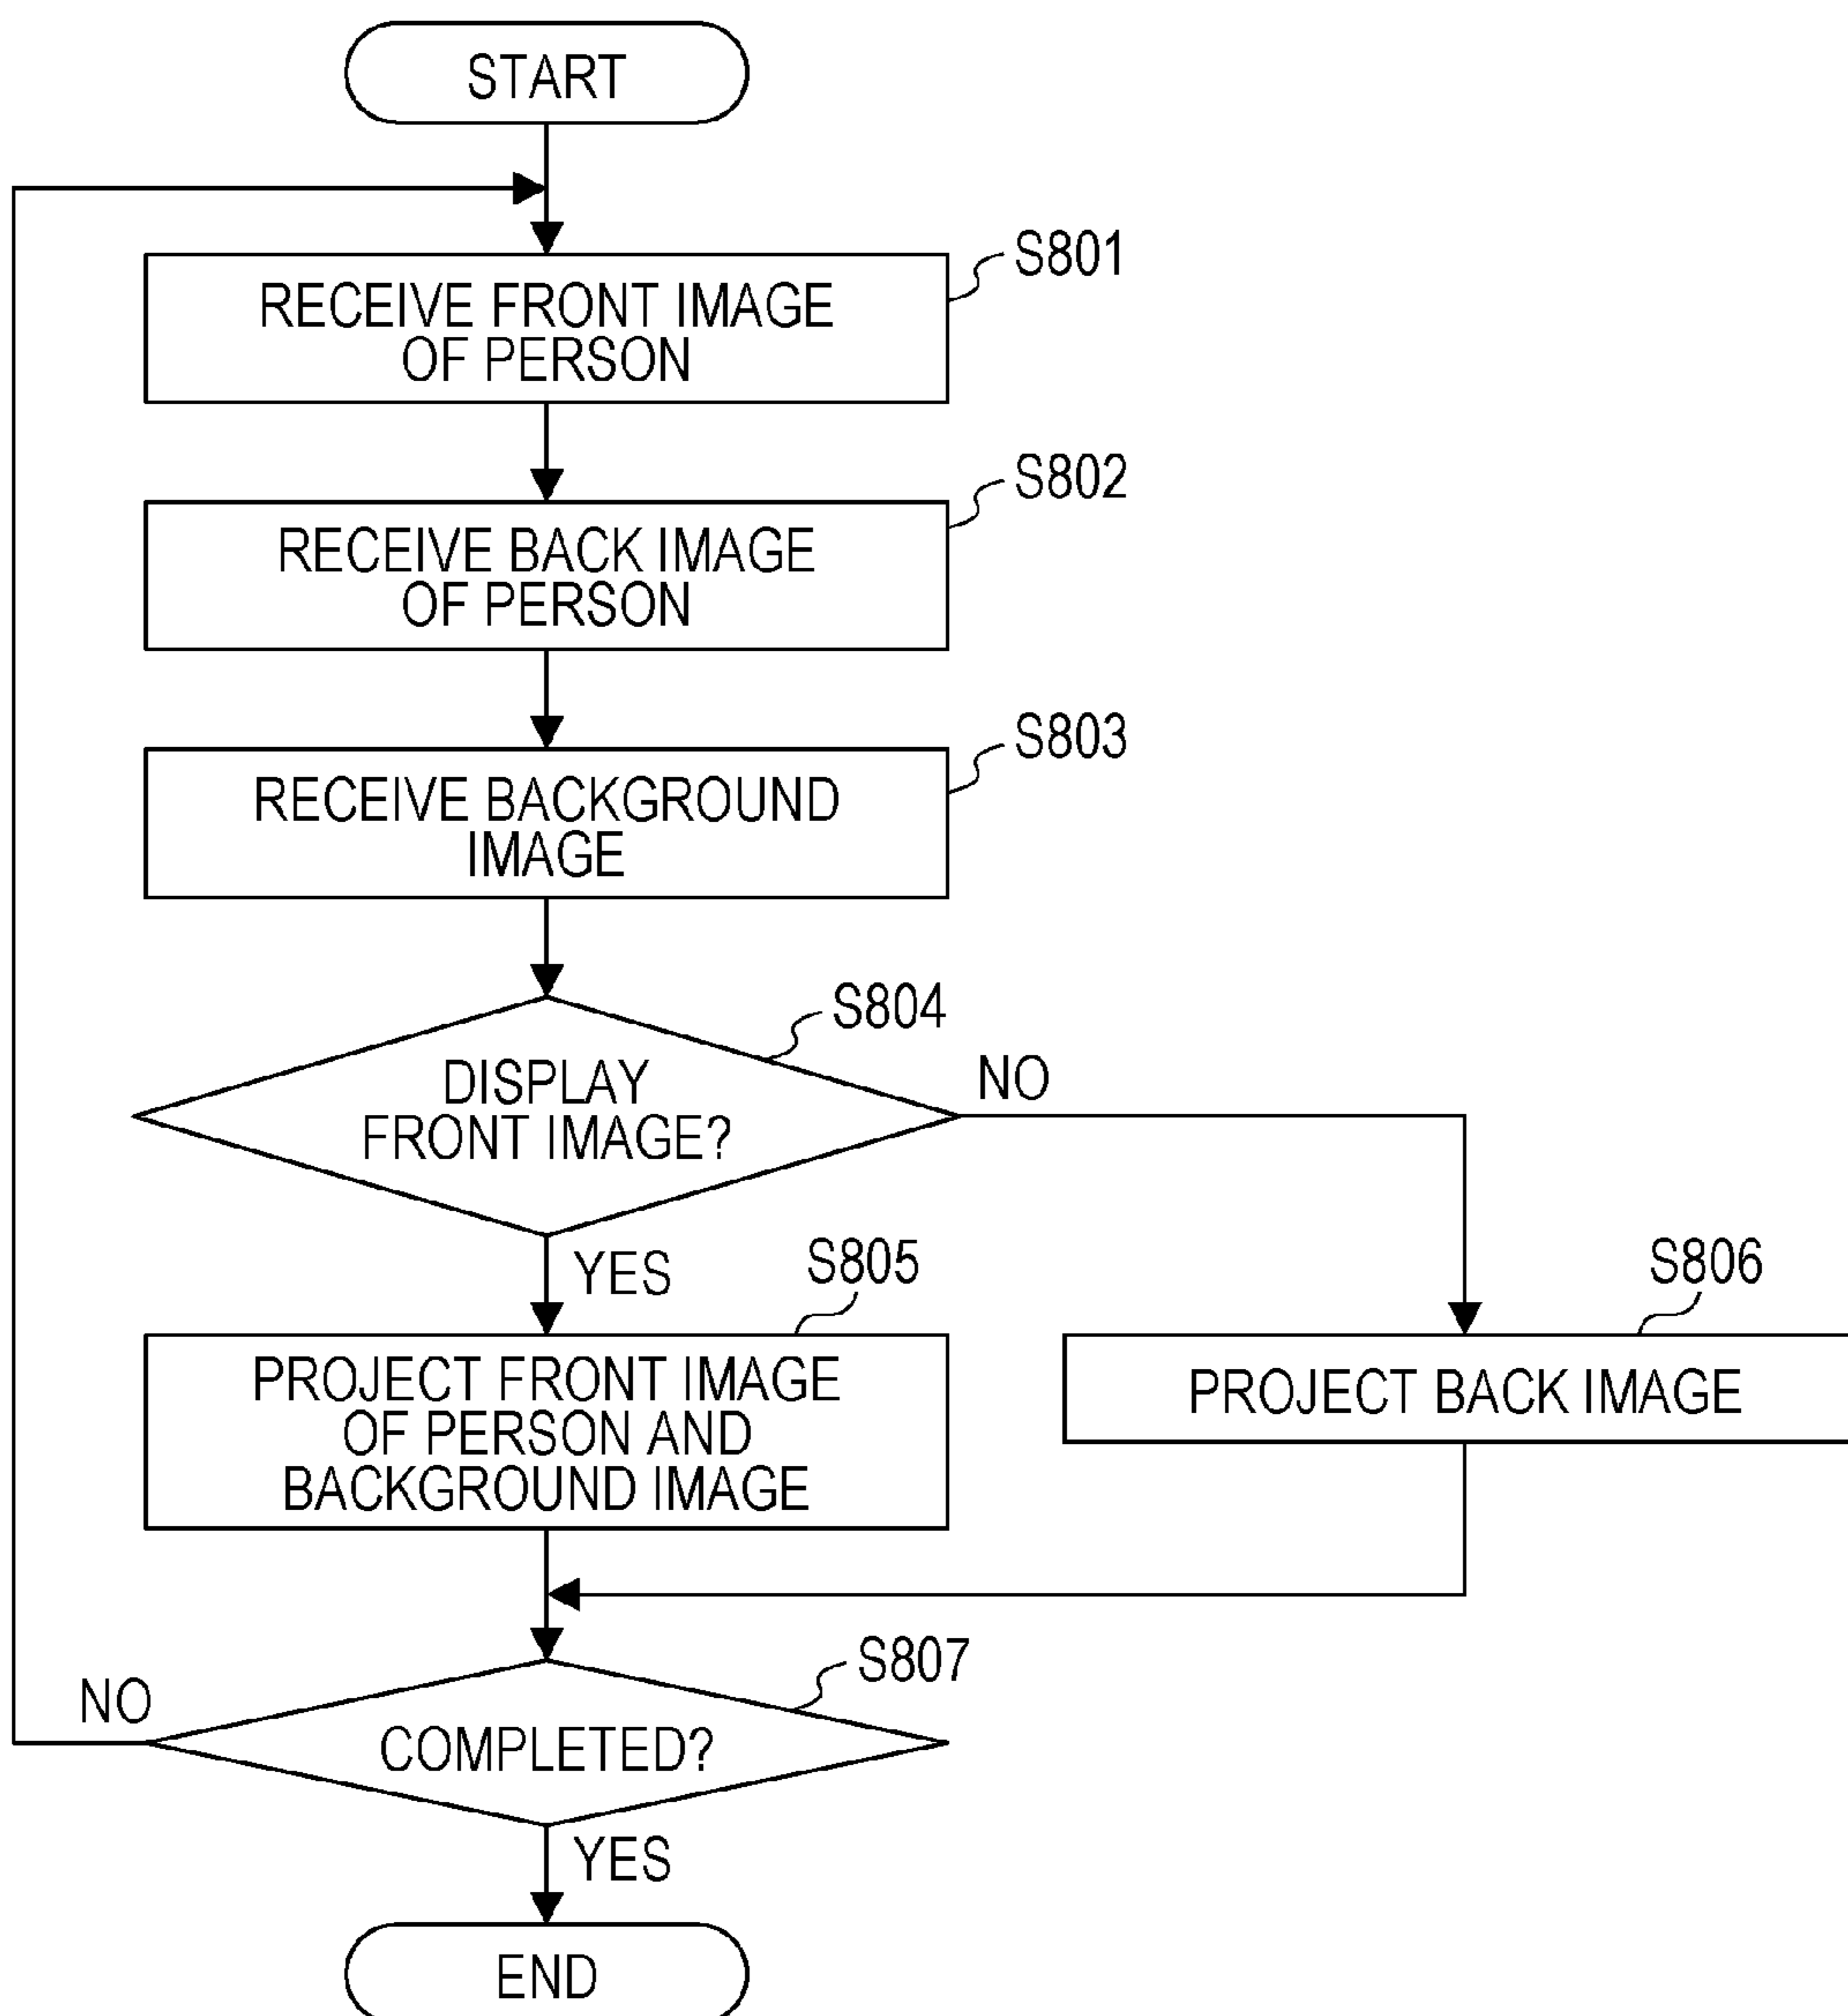 START
S801
RECEIVE FRONT IMAGE
OF PERSON
S802
RECEIVE BACK IMAGE
OF PERSON
S803
RECEIVE BACKGROUND
IMAGE
S804
DISPLAY
FRONT IMAGE?
NO
YES
S805
PROJECT FRONT IMAGE
OF PERSON AND
BACKGROUND IMAGE
S806
PROJECT BACK IMAGE
S807
NO
COMPLETED?
YES
END